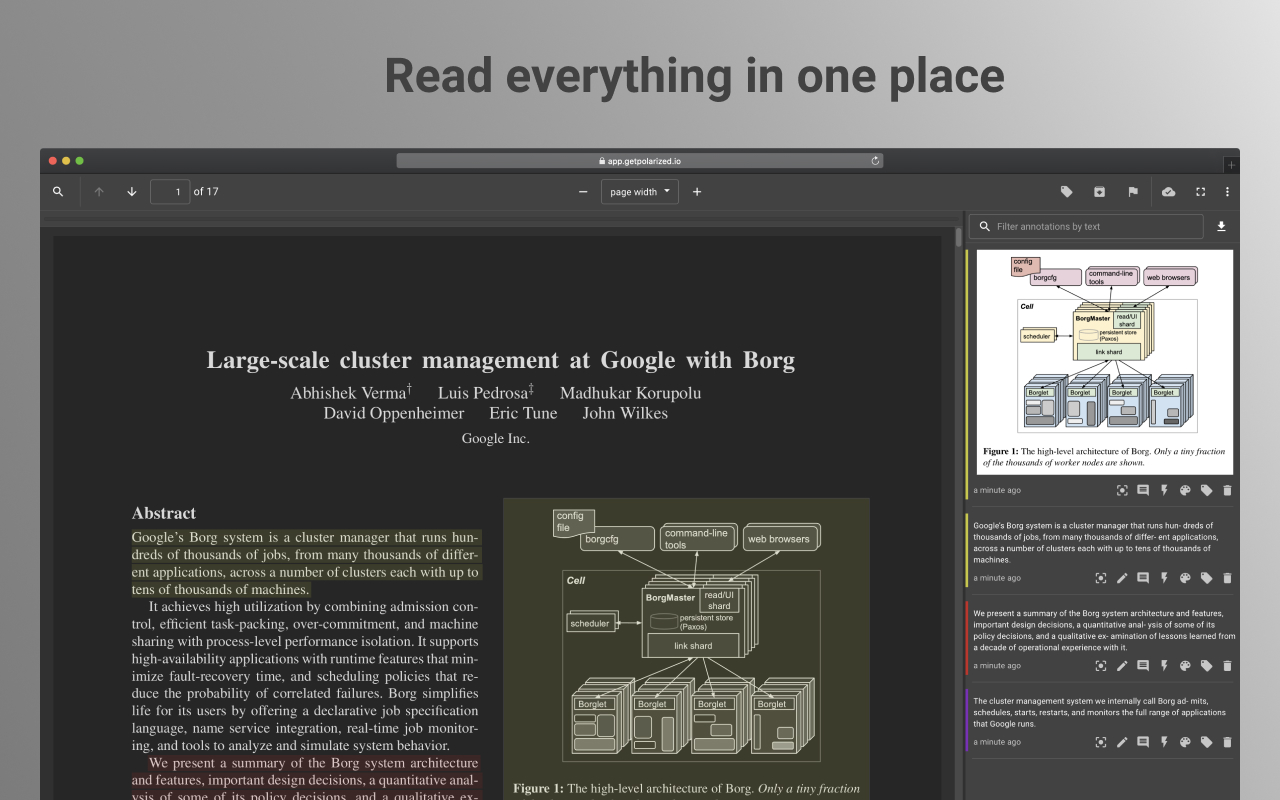 Read everything in one place
app.getpolarized.io
1 of 17
page width
Filter annotations by text
Large-scale cluster management at Google with Borg
Abhishek Verma† Luis Pedrosa‡ Madhukar Korupolu
David Oppenheimer Eric Tune John Wilkes
Google Inc.
Abstract
Google's Borg system is a cluster manager that runs hun-
dreds of thousands of jobs, from many thousands of differ-
ent applications, across a number of clusters each with up to
tens of thousands of machines.
It achieves high utilization by combining admission con-
trol, efficient task-packing, over-commitment, and machine
sharing with process-level performance isolation. It supports
high-availability applications with runtime features that min-
imize fault-recovery time, and scheduling policies that re-
duce the probability of correlated failures. Borg simplifies
life for its users by offering a declarative job specification
language, name service integration, real-time job monitor-
ing, and tools to analyze and simulate system behavior.
We present a summary of the Borg system architecture
and features, important design decisions, a quantitative anal-
ysis of some of its policy decisions, and a qualitative ex-
config
file
borgcfg
command-line
tools
web browsers
Cell
BorgMaster
read/UI
shard
persistent store
(Paxos)
scheduler
link shard
Borglet
Borglet
Borglet
Borglet
Figure 1: The high-level architecture of Borg. Only a tiny fraction
config
file
borgcfg
command-line
tools
web browsers
Cell
BorgMaster
read/UI
shard
persistent store
(Paxos)
scheduler
link shard
Borglet
Borglet
Borglet
Borglet
Figure 1: The high-level architecture of Borg. Only a tiny fraction
of the thousands of worker nodes are shown.
a minute ago
Google's Borg system is a cluster manager that runs hun- dreds of
thousands of jobs, from many thousands of differ- ent applications,
across a number of clusters each with up to tens of thousands of
machines.
a minute ago
We present a summary of the Borg system architecture and features,
important design decisions, a quantitative anal- ysis of some of its
policy decisions, and a qualitative ex- amination of lessons learned from
a decade of operational experience with it.
a minute ago
The cluster management system we internally call Borg ad- mits,
schedules, starts, restarts, and monitors the full range of applications
that Google runs.
a minute ago